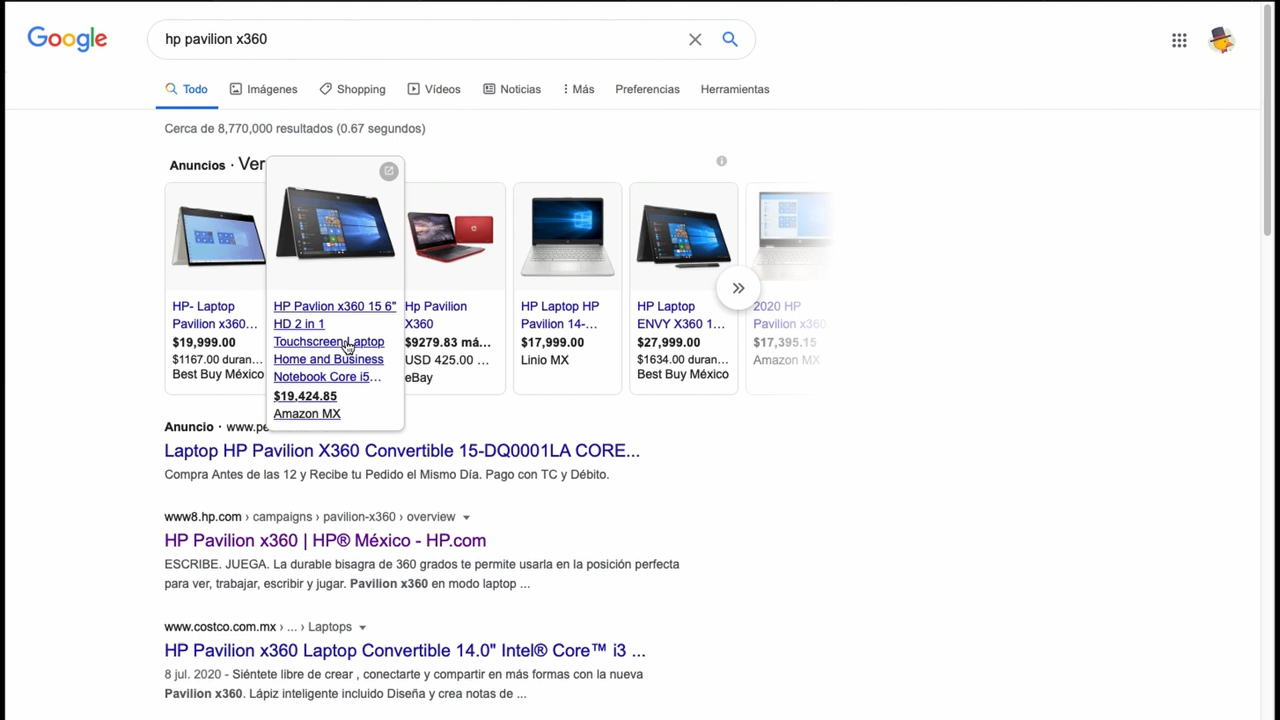 Google
hp pavilion x360
Todo
Imágenes
Shopping
Vídeos
Noticias
Más
Preferencias
Herramientas
Cerca de 8,770,000 resultados (0.67 segundos)
Anuncios · Ver
HP- Laptop
Pavilion x360...
$19,999.00
$1167.00 duran...
Best Buy México
HP Pavlion x360 15 6"
HD 2 in 1
Touchscreen Laptop
Home and Business
Notebook Core i5...
$19,424.85
Amazon MX
Hp Pavilion
X360
$9279.83 má...
USD 425.00 ...
eBay
HP Laptop HP
Pavilion 14-...
$17,999.00
Linio MX
HP Laptop
ENVY X360 1...
$27,999.00
$1634.00 duran...
Best Buy México
2020 HP
Pavilion x360
$17,395.15
Amazon MX
Anuncio · www.pe
Laptop HP Pavilion X360 Convertible 15-DQ0001LA CORE...
Compra Antes de las 12 y Recibe tu Pedido el Mismo Día. Pago con TC y Débito.
www8.hp.com › campaigns › pavilion-x360 › overview
HP Pavilion x360 | HP® México - HP.com
ESCRIBE. JUEGA. La durable bisagra de 360 grados te permite usarla en la posición perfecta
para ver, trabajar, escribir y jugar. Pavilion x360 en modo laptop ...
www.costco.com.mx › ... › Laptops
HP Pavilion x360 Laptop Convertible 14.0" Intel® Core™ i3 ...
8 jul. 2020 - Siéntete libre de crear , conectarte y compartir en más formas con la nueva
Pavilion x360. Lápiz inteligente incluido Diseña y crea notas de ...